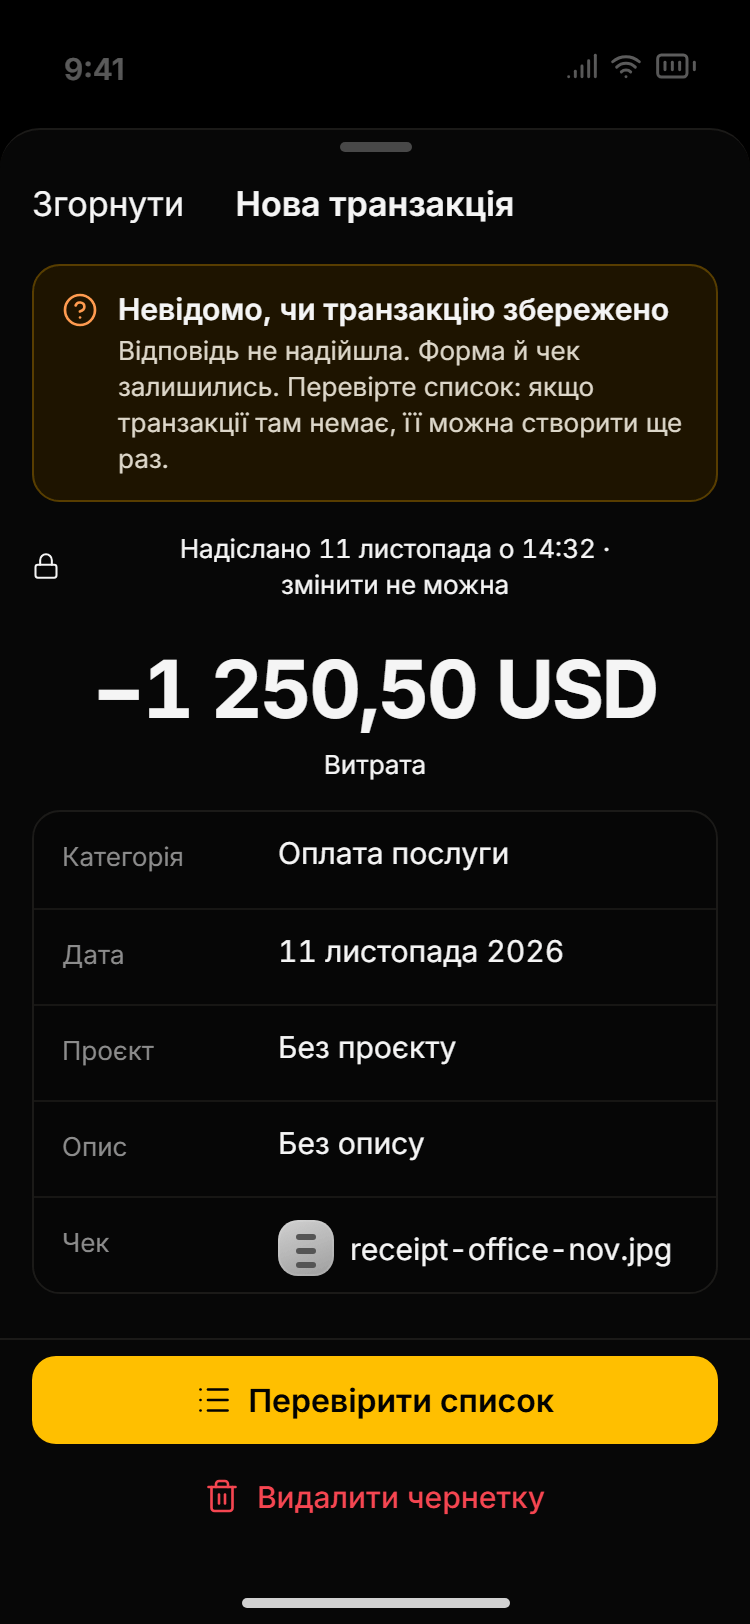 9:41
Згорнути
Нова транзакція
Невідомо, чи транзакцію збережено
Відповідь не надійшла. Форма й чек
залишились. Перевірте список: якщо
транзакції там немає, її можна створити ще
раз.
Надіслано 11 листопада о 14:32 ·
змінити не можна
−1 250,50 USD
Витрата
Категорія
Оплата послуги
Дата
11 листопада 2026
Проєкт
Без проєкту
Опис
Без опису
Чек
receipt-office-nov.jpg
Перевірити список
Видалити чернетку